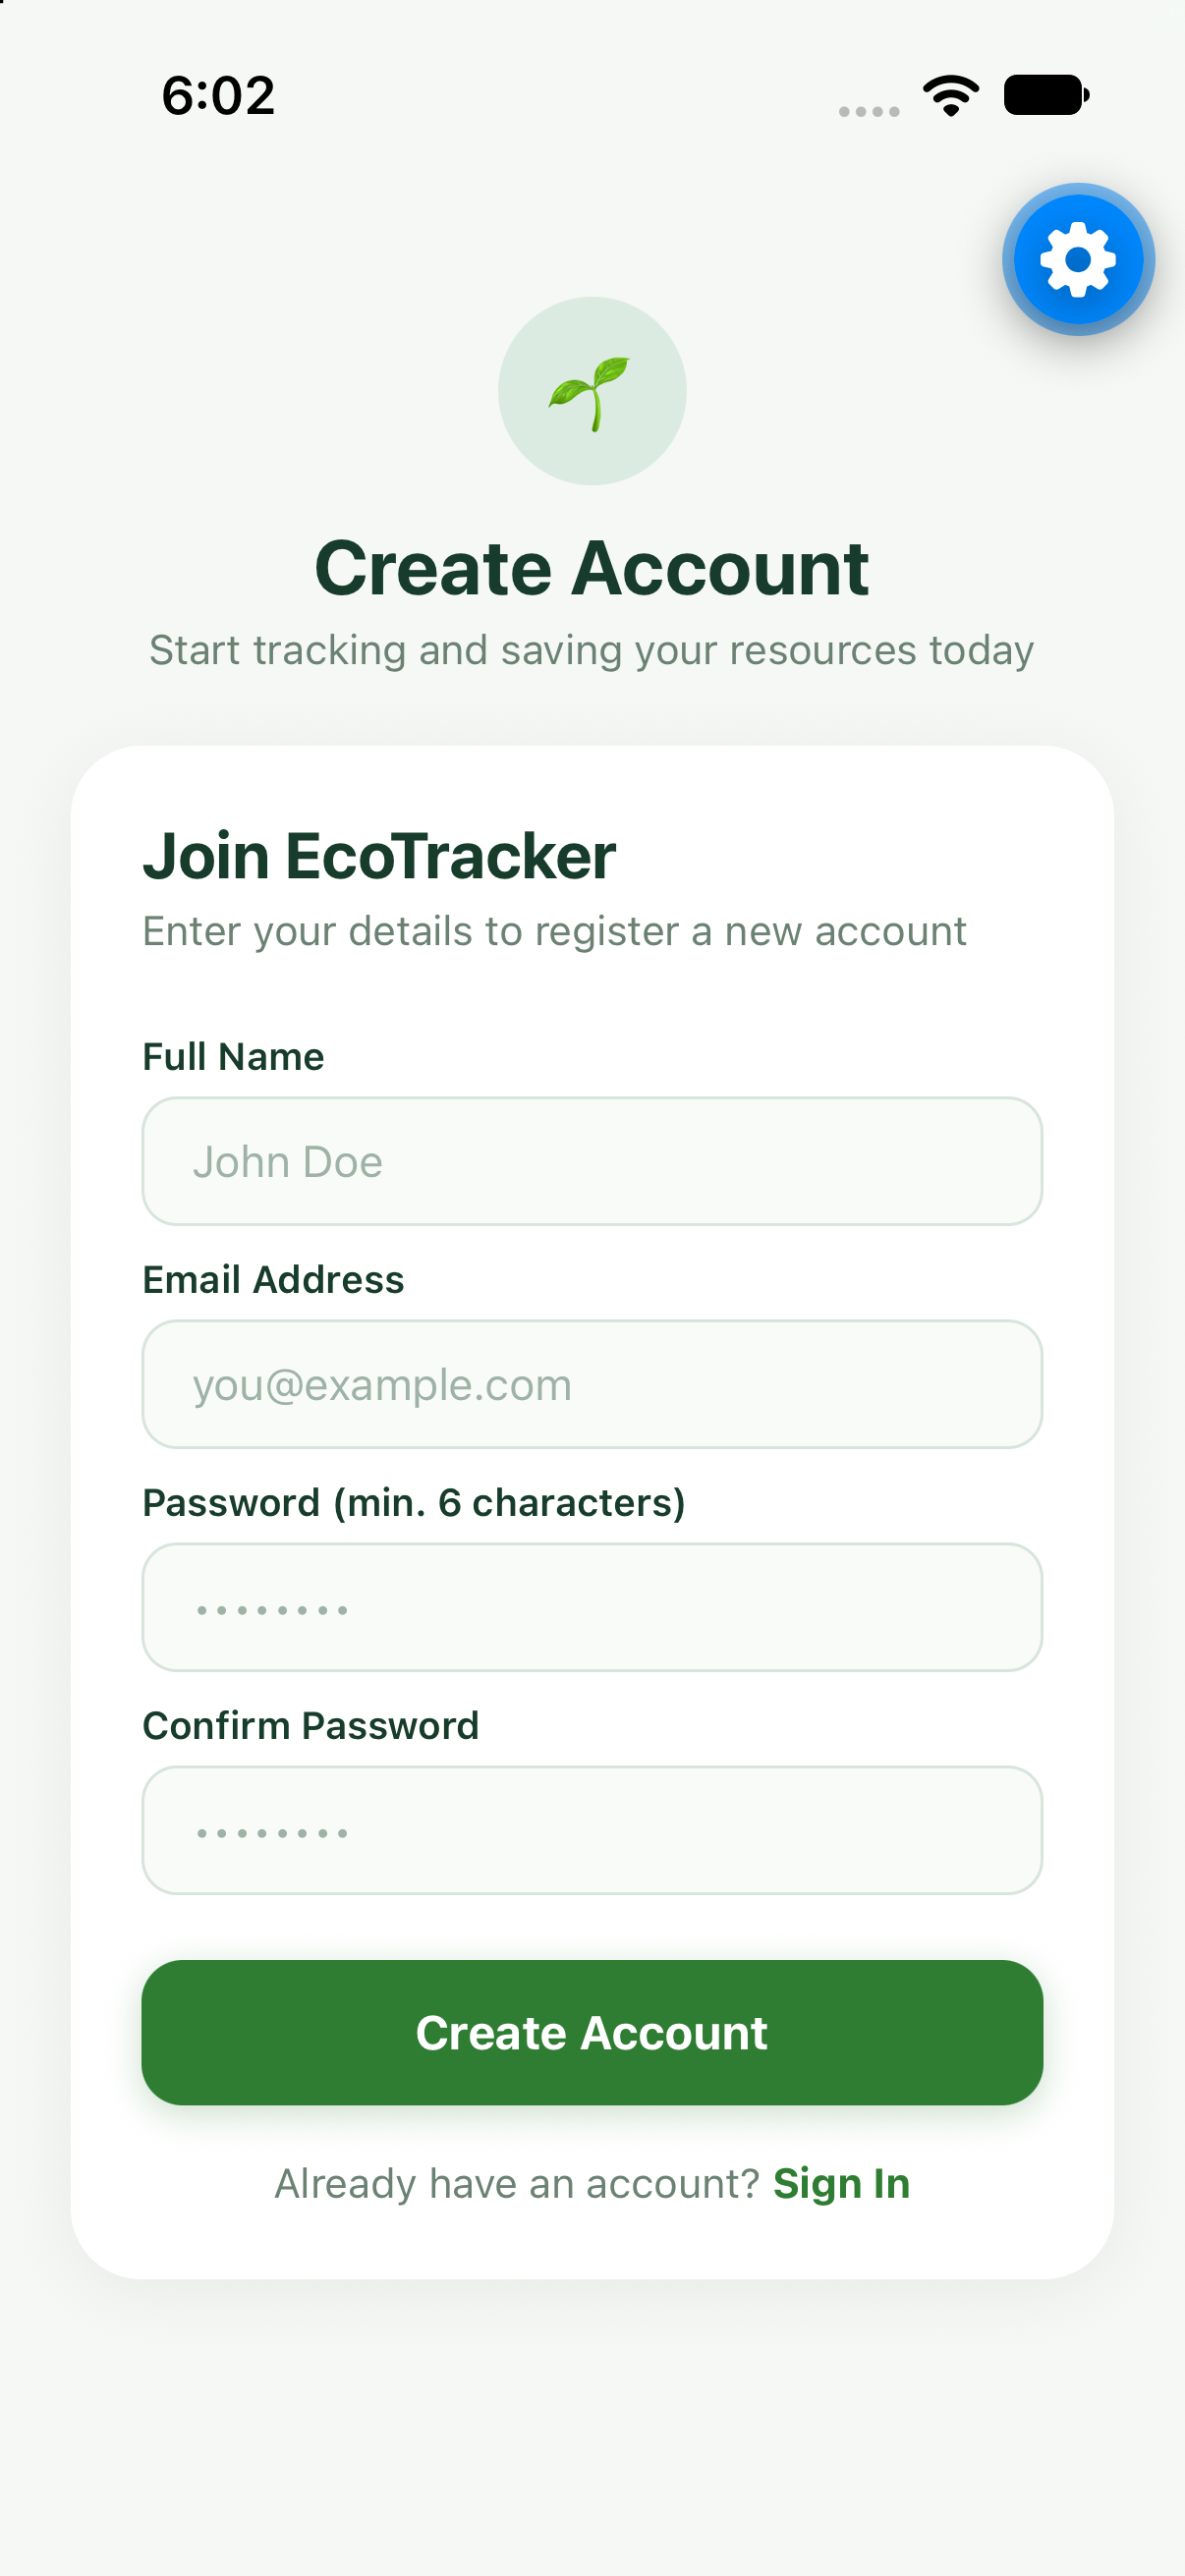 6:02
Create Account
Start tracking and saving your resources today
Join EcoTracker
Enter your details to register a new account
Full Name
John Doe
Email Address
you@example.com
Password (min. 6 characters)
••••••••
Confirm Password
••••••••
Create Account
Already have an account? Sign In